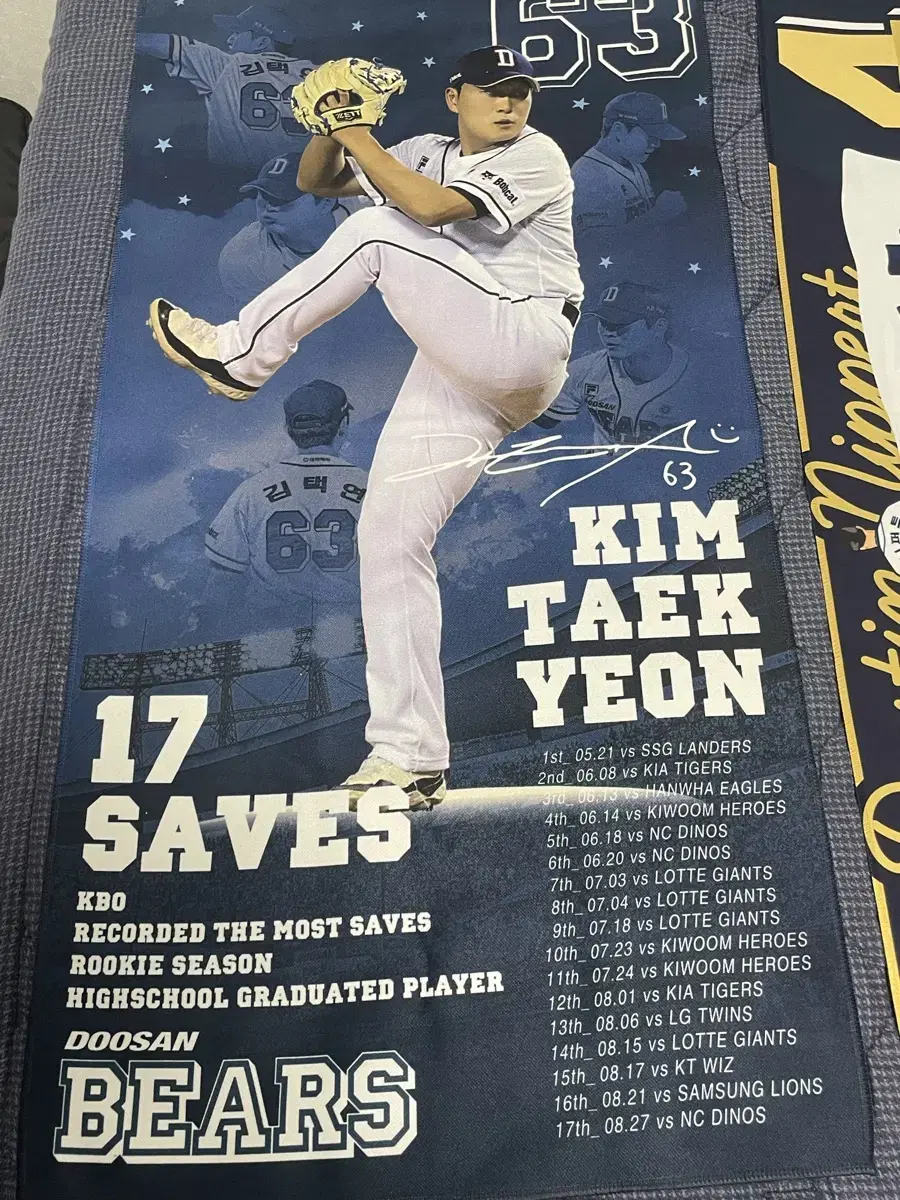 63
김택연
63
ZETT
D
Bobcat
D
D
DOOSAN
김택연
63
63
KIM
TAEK
YEON
17
SAVES
KBO
RECORDED THE MOST SAVES
ROOKIE SEASON
HIGHSCHOOL GRADUATED PLAYER
DOOSAN
BEARS
1st_ 05.21 vs SSG LANDERS
2nd_ 06.08 vs KIA TIGERS
3rd_ 06.13 vs HANWHA EAGLES
4th_ 06.14 vs KIWOOM HEROES
5th_ 06.18 vs NC DINOS
6th_ 06.20 vs NC DINOS
7th_ 07.03 vs LOTTE GIANTS
8th_ 07.04 vs LOTTE GIANTS
9th_ 07.18 vs LOTTE GIANTS
10th_ 07.23 vs KIWOOM HEROES
11th_ 07.24 vs KIWOOM HEROES
12th_ 08.01 vs KIA TIGERS
13th_ 08.06 vs LG TWINS
14th_ 08.15 vs LOTTE GIANTS
15th_ 08.17 vs KT WIZ
16th_ 08.21 vs SAMSUNG LIONS
17th_ 08.27 vs NC DINOS
4
Nippert